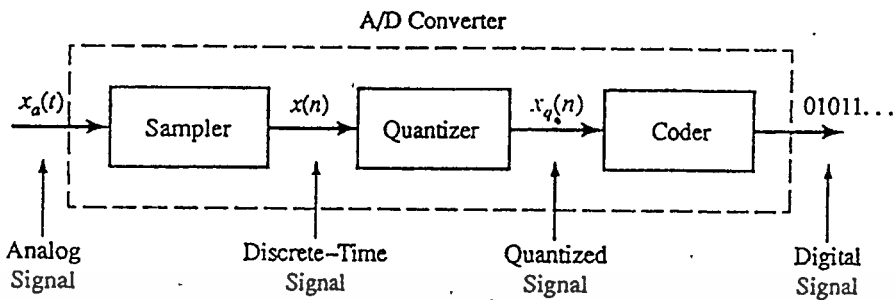 A/D Converter
x_a(t)
Sampler
x(n)
Quantizer
x_q(n)
Coder
01011...
Analog
Signal
Discrete-Time
Signal
Quantized
Signal
Digital
Signal